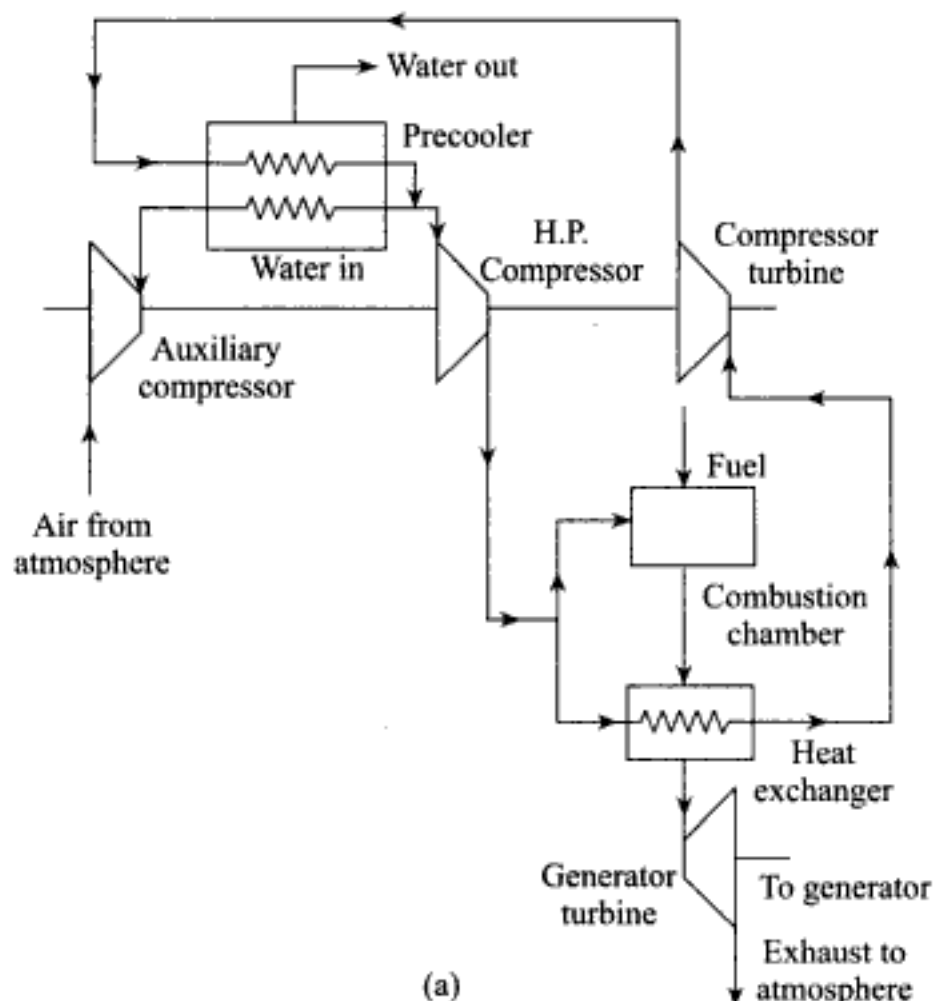 Water out
Precooler
Water in
H.P.
Compressor
Compressor
turbine
Auxiliary
compressor
Air from
atmosphere
Fuel
Combustion
chamber
Heat
exchanger
Generator
turbine
To generator
Exhaust to
atmosphere
(a)